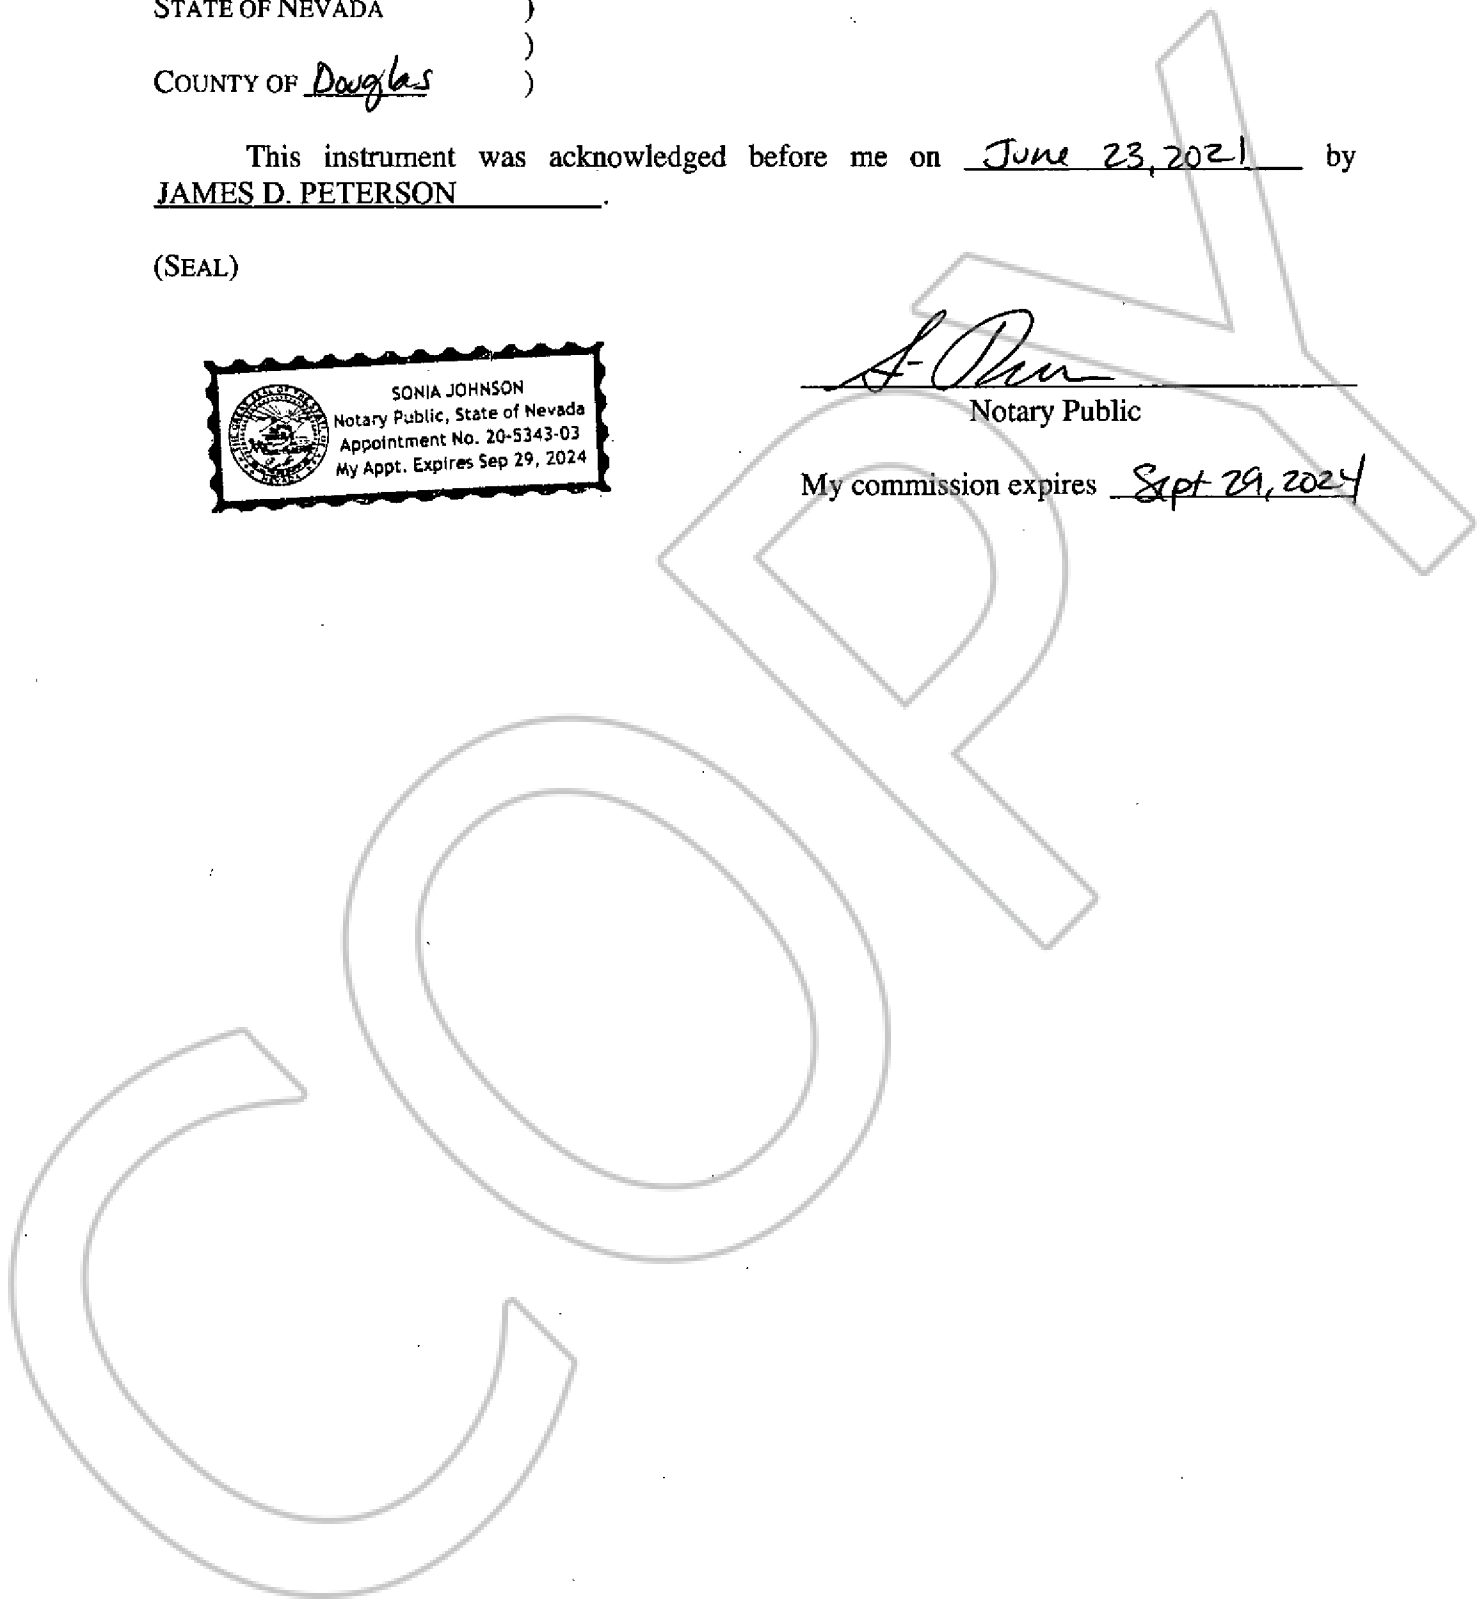 STATE OF NEVADA )
)
COUNTY OF Douglas )
This instrument was acknowledged before me on June 23, 2021 by
JAMES D. PETERSON.
(SEAL)
SONIA JOHNSON
Notary Public, State of Nevada
Appointment No. 20-5343-03
My Appt. Expires Sep 29, 2024
Notary Public
My commission expires Sept 29, 2024
COPY